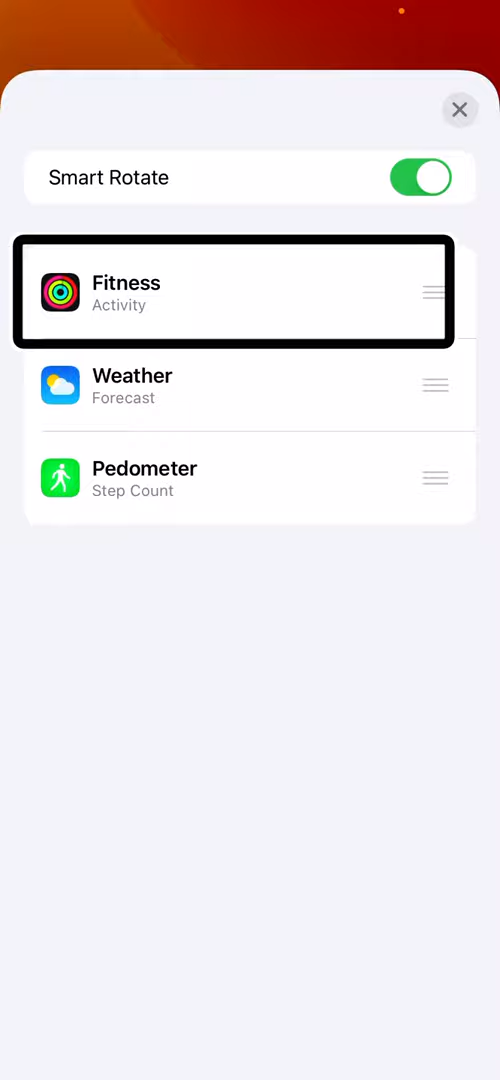 Smart Rotate
Fitness
Activity
Weather
Forecast
Pedometer
Step Count